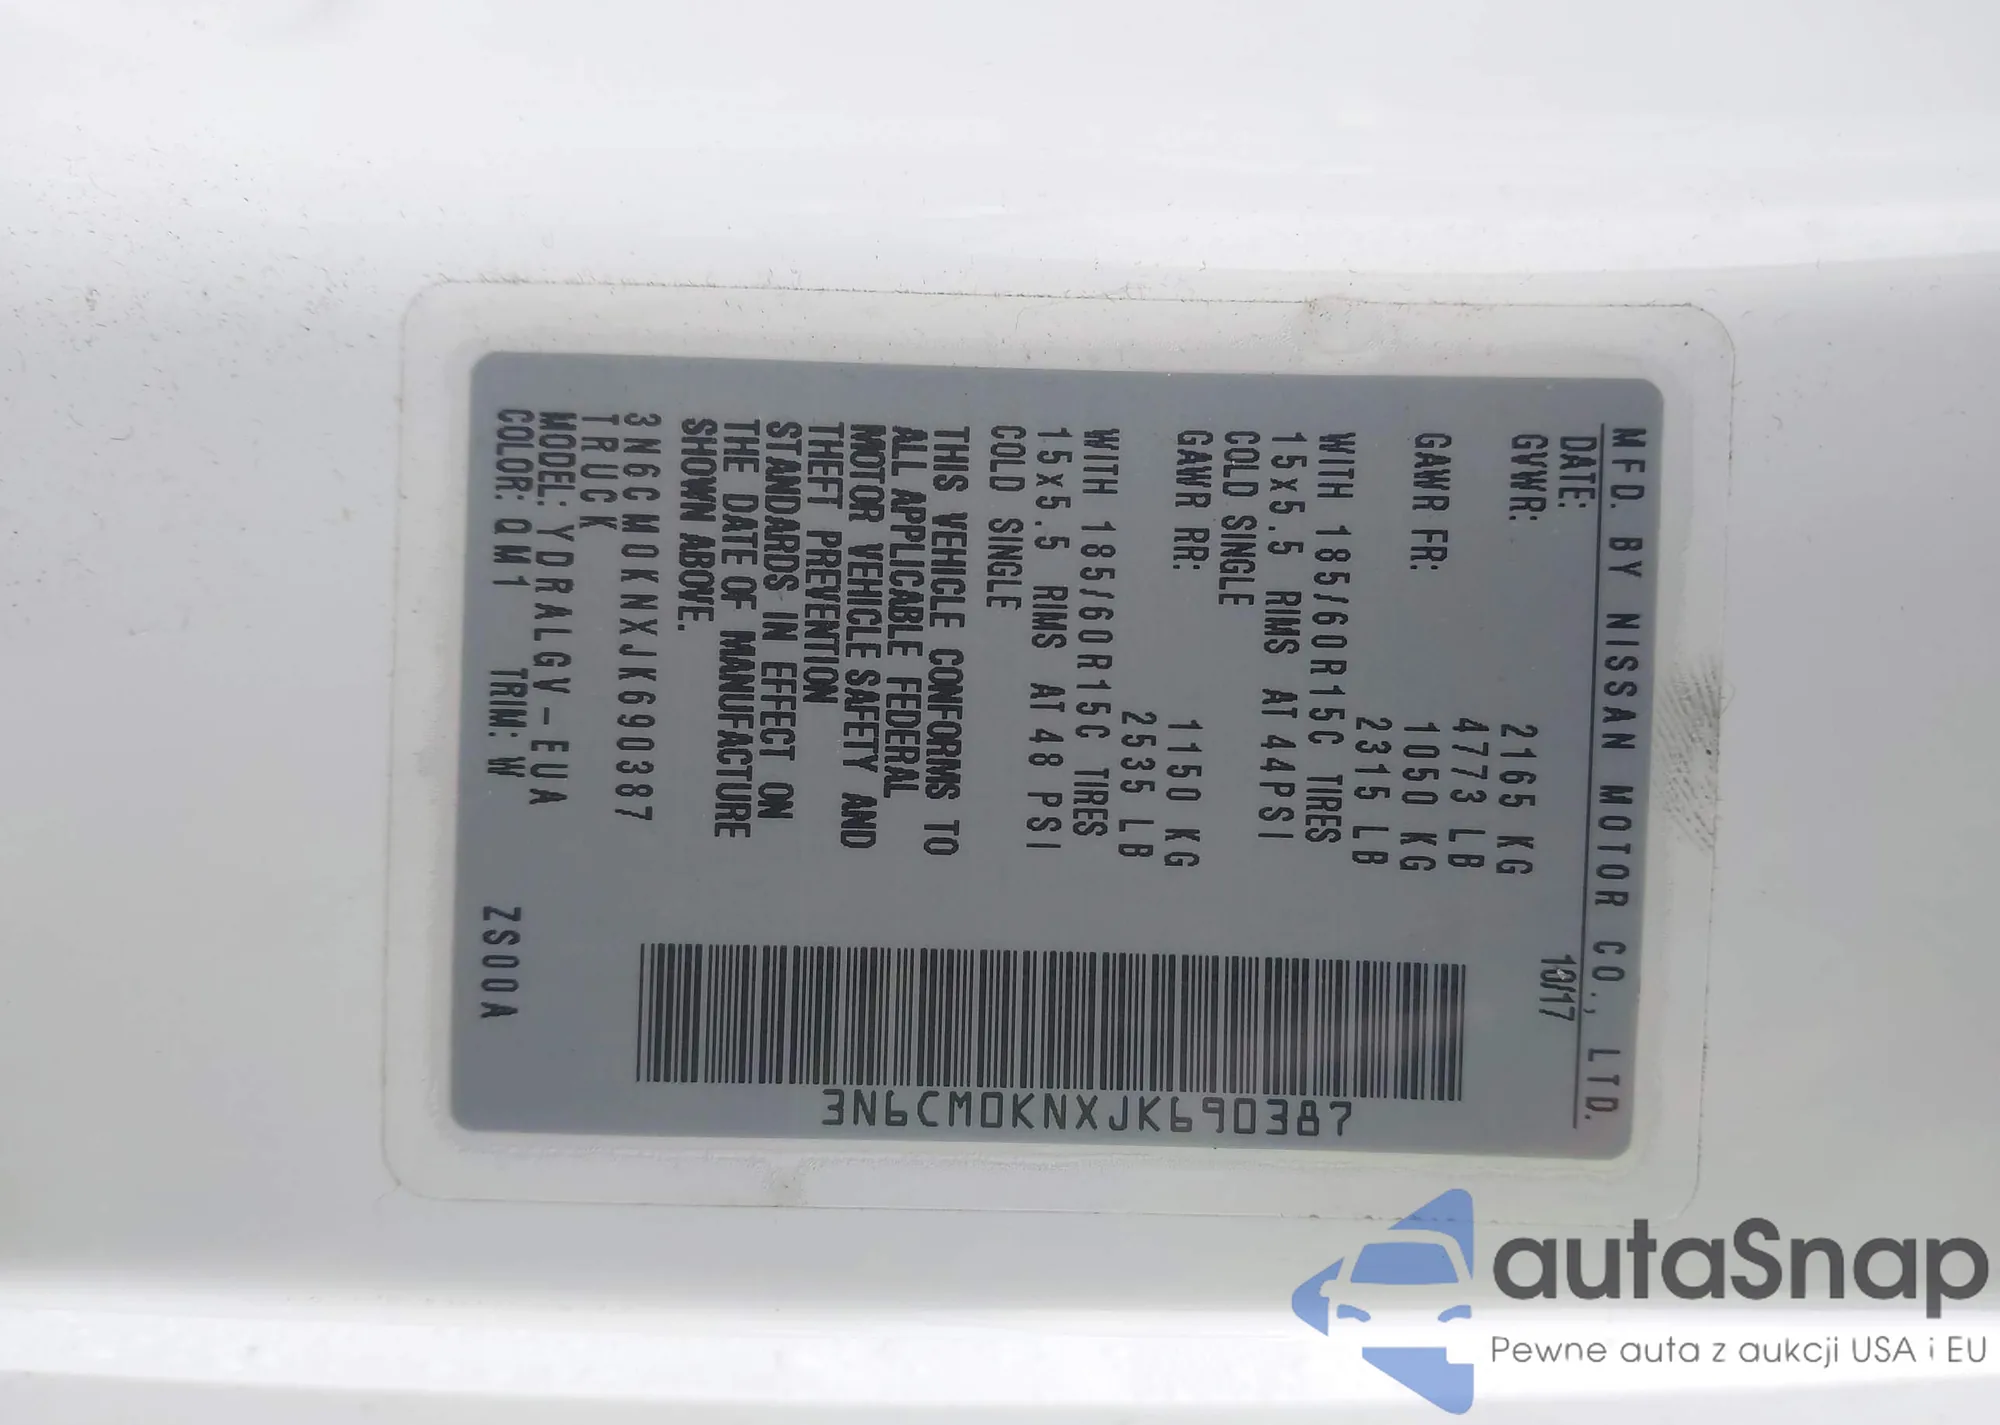 MFD. BY NISSAN MOTOR CO., LTD.
DATE: 10/17
GVWR: 2165 KG
4773 LB
GAWR FR: 1050 KG
2315 LB
WITH 185/60R15C TIRES
15x5.5 RIMS AT 44PSI
COLD SINGLE
GAWR RR: 1150 KG
2535 LB
WITH 185/60R15C TIRES
15x5.5 RIMS AT 48 PSI
COLD SINGLE
THIS VEHICLE CONFORMS TO
ALL APPLICABLE FEDERAL
MOTOR VEHICLE SAFETY AND
THEFT PREVENTION
STANDARDS IN EFFECT ON
THE DATE OF MANUFACTURE
SHOWN ABOVE.
3N6CM0KNXJK690387
TRUCK
MODEL: YDRALGV-EUA
COLOR: QM1 TRIM: W ZS00A
3N6CM0KNXJK690387
autaSnap
Pewne auta z aukcji USA i EU